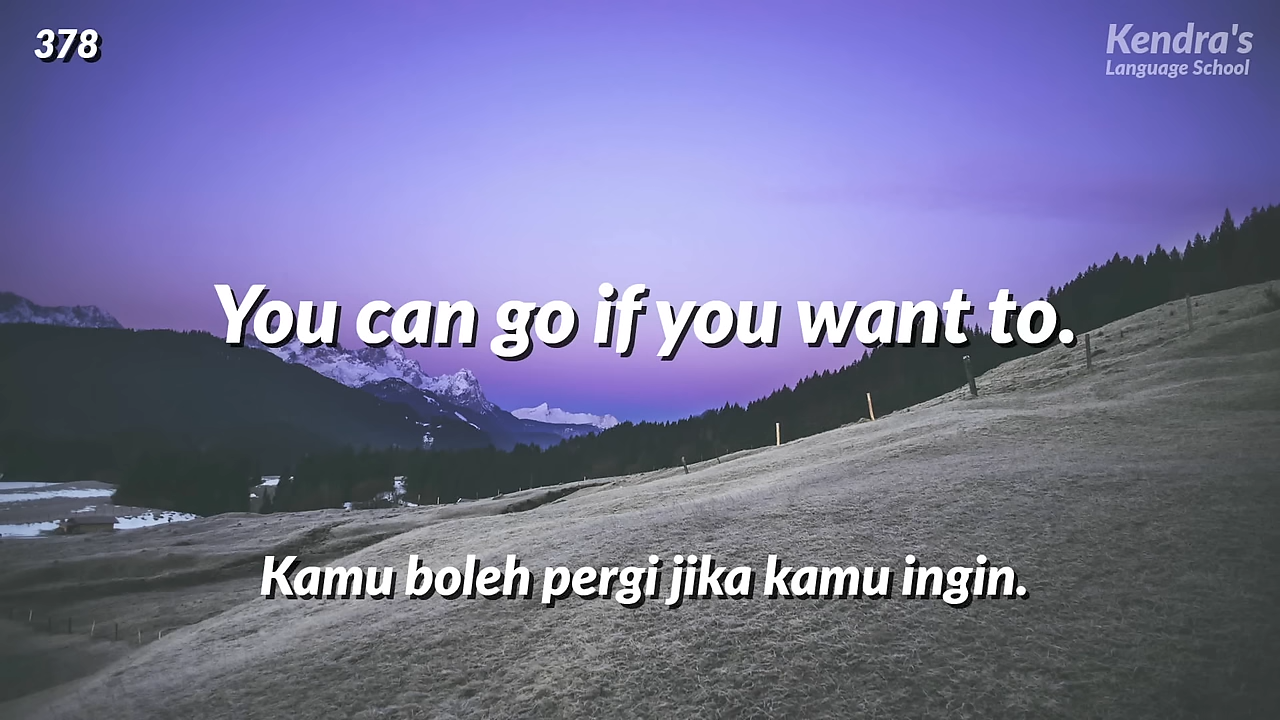 378
Kendra's
Language School
You can go if you want to.
Kamu boleh pergi jika kamu ingin.